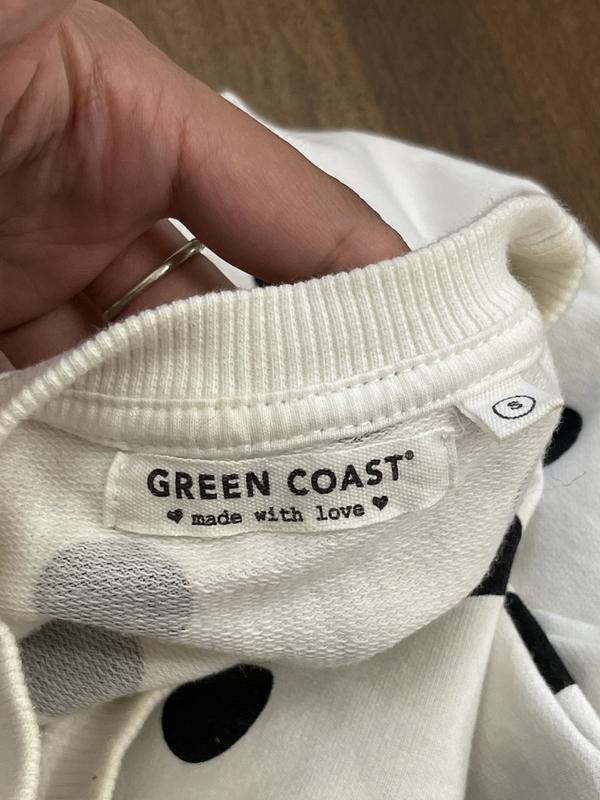 S
GREEN COAST®
♥ made with love ♥